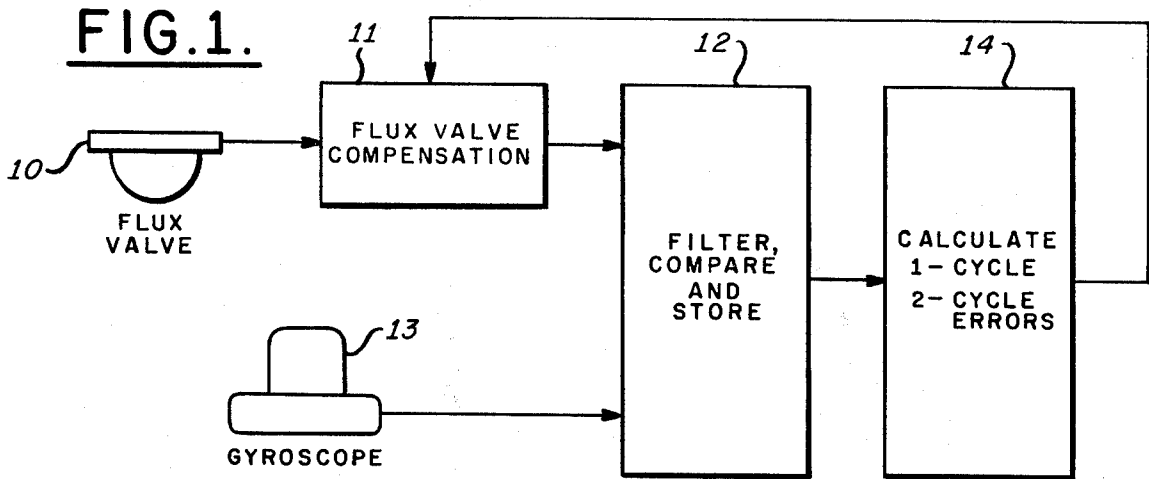 FIG.1.
11
12
14
10
FLUX VALVE
COMPENSATION
FLUX
VALVE
FILTER,
COMPARE
AND
STORE
CALCULATE
1-CYCLE
2-CYCLE
ERRORS
13
GYROSCOPE